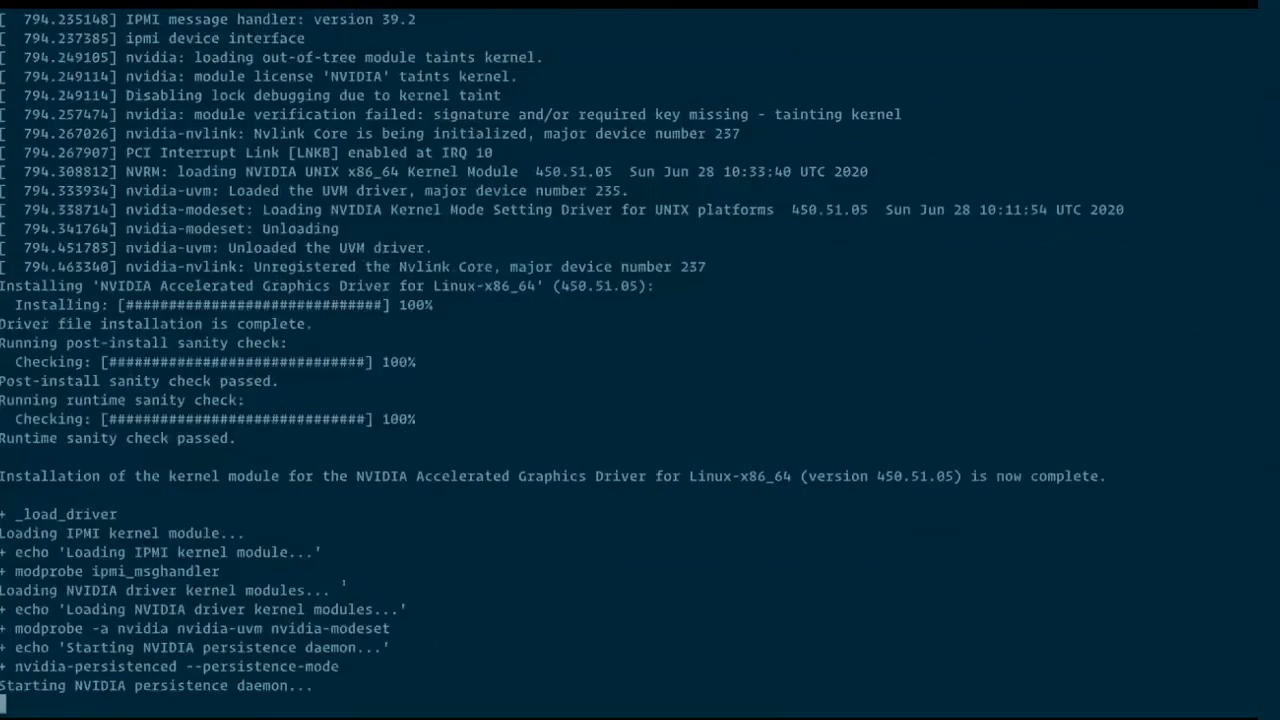 [  794.235148] IPMI message handler: version 39.2
[  794.237385] ipmi device interface
[  794.249105] nvidia: loading out-of-tree module taints kernel.
[  794.249114] nvidia: module license 'NVIDIA' taints kernel.
[  794.249114] Disabling lock debugging due to kernel taint
[  794.257474] nvidia: module verification failed: signature and/or required key missing - tainting kernel
[  794.267026] nvidia-nvlink: Nvlink Core is being initialized, major device number 237
[  794.267907] PCI Interrupt Link [LNKB] enabled at IRQ 10
[  794.308812] NVRM: loading NVIDIA UNIX x86_64 Kernel Module  450.51.05  Sun Jun 28 10:33:40 UTC 2020
[  794.333934] nvidia-uvm: Loaded the UVM driver, major device number 235.
[  794.338714] nvidia-modeset: Loading NVIDIA Kernel Mode Setting Driver for UNIX platforms  450.51.05  Sun Jun 28 10:11:54 UTC 2020
[  794.341764] nvidia-modeset: Unloading
[  794.451783] nvidia-uvm: Unloaded the UVM driver.
[  794.463340] nvidia-nvlink: Unregistered the Nvlink Core, major device number 237
Installing 'NVIDIA Accelerated Graphics Driver for Linux-x86_64' (450.51.05):
  Installing: [##############################] 100%
Driver file installation is complete.
Running post-install sanity check:
  Checking: [##############################] 100%
Post-install sanity check passed.
Running runtime sanity check:
  Checking: [##############################] 100%
Runtime sanity check passed.
Installation of the kernel module for the NVIDIA Accelerated Graphics Driver for Linux-x86_64 (version 450.51.05) is now complete.
+ _load_driver
Loading IPMI kernel module...
+ echo 'Loading IPMI kernel module...'
+ modprobe ipmi_msghandler
Loading NVIDIA driver kernel modules...
+ echo 'Loading NVIDIA driver kernel modules...'
+ modprobe -a nvidia nvidia-uvm nvidia-modeset
+ echo 'Starting NVIDIA persistence daemon...'
+ nvidia-persistenced --persistence-mode
Starting NVIDIA persistence daemon...